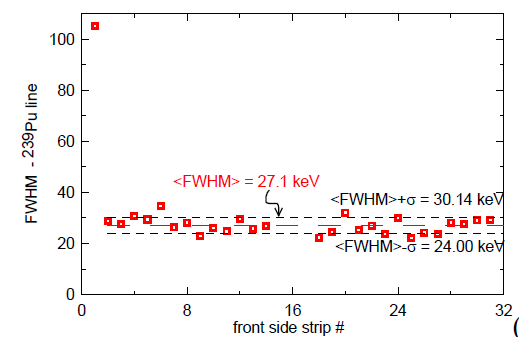 100
80
60
40
20
0
FWHM - 239Pu line
<FWHM> = 27.1 keV
<FWHM>+σ = 30.14 keV
<FWHM>-σ = 24.00 keV
0 8 16 24 32
front side strip #
(